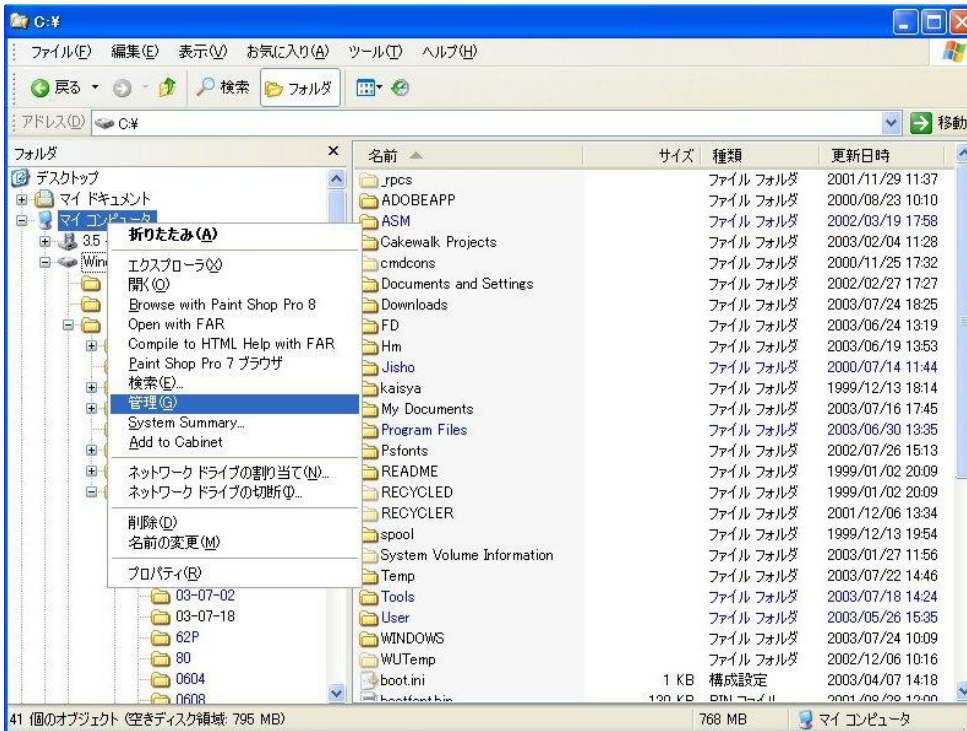 C:¥
ファイル(F) 編集(E) 表示(V) お気に入り(A) ツール(T) ヘルプ(H)
戻る 検索 フォルダ
アドレス(D) C:¥ 移動
フォルダ × 名前 サイズ 種類 更新日時
デスクトップ
マイ ドキュメント
マイ コンピュータ
3.5
折りたたみ(A)
エクスプローラ(X)
開く(O)
Browse with Paint Shop Pro 8
Open with FAR
Compile to HTML Help with FAR
Paint Shop Pro 7 ブラウザ
検索(E)...
管理(G)
System Summary...
Add to Cabinet
ネットワーク ドライブの割り当て(N)...
ネットワーク ドライブの切断(I)...
削除(D)
名前の変更(M)
プロパティ(R)
03-07-02
03-07-18
62P
80
0604
0608
_rpcs ファイル フォルダ 2001/11/29 11:37
ADOBEAPP ファイル フォルダ 2000/08/23 10:10
ASM ファイル フォルダ 2002/03/19 17:58
Cakewalk Projects ファイル フォルダ 2003/02/04 11:28
cmdcons ファイル フォルダ 2000/11/25 17:32
Documents and Settings ファイル フォルダ 2002/02/27 17:27
Downloads ファイル フォルダ 2003/07/24 18:25
FD ファイル フォルダ 2003/06/24 13:19
Hm ファイル フォルダ 2003/06/19 13:53
Jisho ファイル フォルダ 2000/07/14 11:44
kaisya ファイル フォルダ 1999/12/13 18:14
My Documents ファイル フォルダ 2003/07/16 17:45
Program Files ファイル フォルダ 2003/06/30 13:35
Psfonts ファイル フォルダ 2002/07/26 15:13
README ファイル フォルダ 1999/01/02 20:09
RECYCLED ファイル フォルダ 1999/01/02 20:09
RECYCLER ファイル フォルダ 2001/12/06 13:34
spool ファイル フォルダ 1999/12/13 19:54
System Volume Information ファイル フォルダ 2003/01/27 11:56
Temp ファイル フォルダ 2003/07/22 14:46
Tools ファイル フォルダ 2003/07/18 14:24
User ファイル フォルダ 2003/05/26 15:35
WINDOWS ファイル フォルダ 2003/07/24 10:09
WUTemp ファイル フォルダ 2002/12/06 10:16
boot.ini 1 KB 構成設定 2003/04/07 14:18
41 個のオブジェクト (空きディスク領域: 795 MB) 768 MB マイ コンピュータ